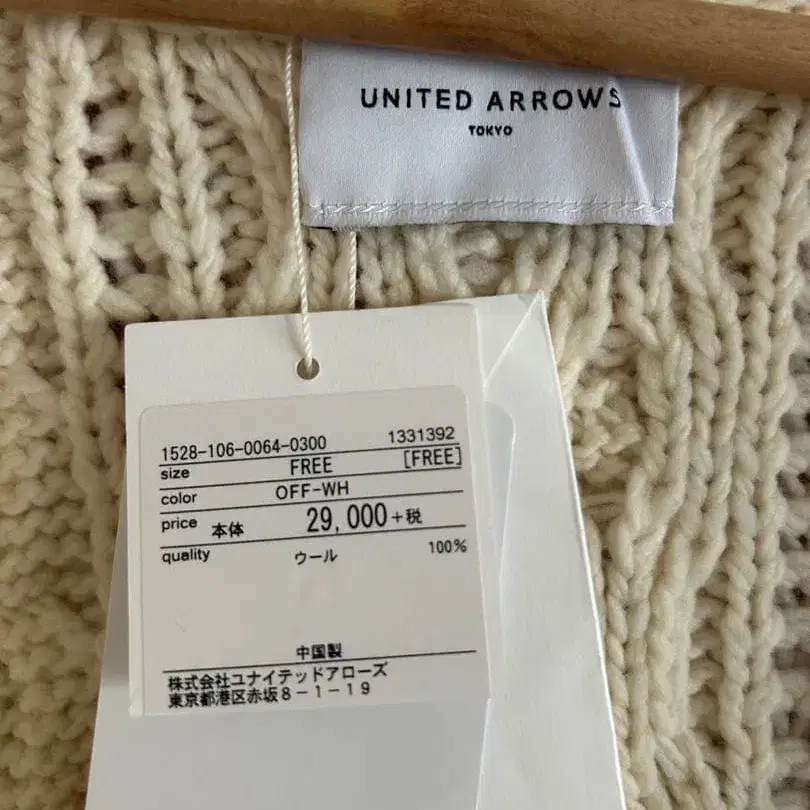 UNITED ARROWS
TOKYO
1528-106-0064-0300 1331392
size FREE [FREE]
color OFF-WH
price 本体 29,000+税
quality ウール 100%
中国製
株式会社ユナイテッドアローズ
東京都港区赤坂8-1-19